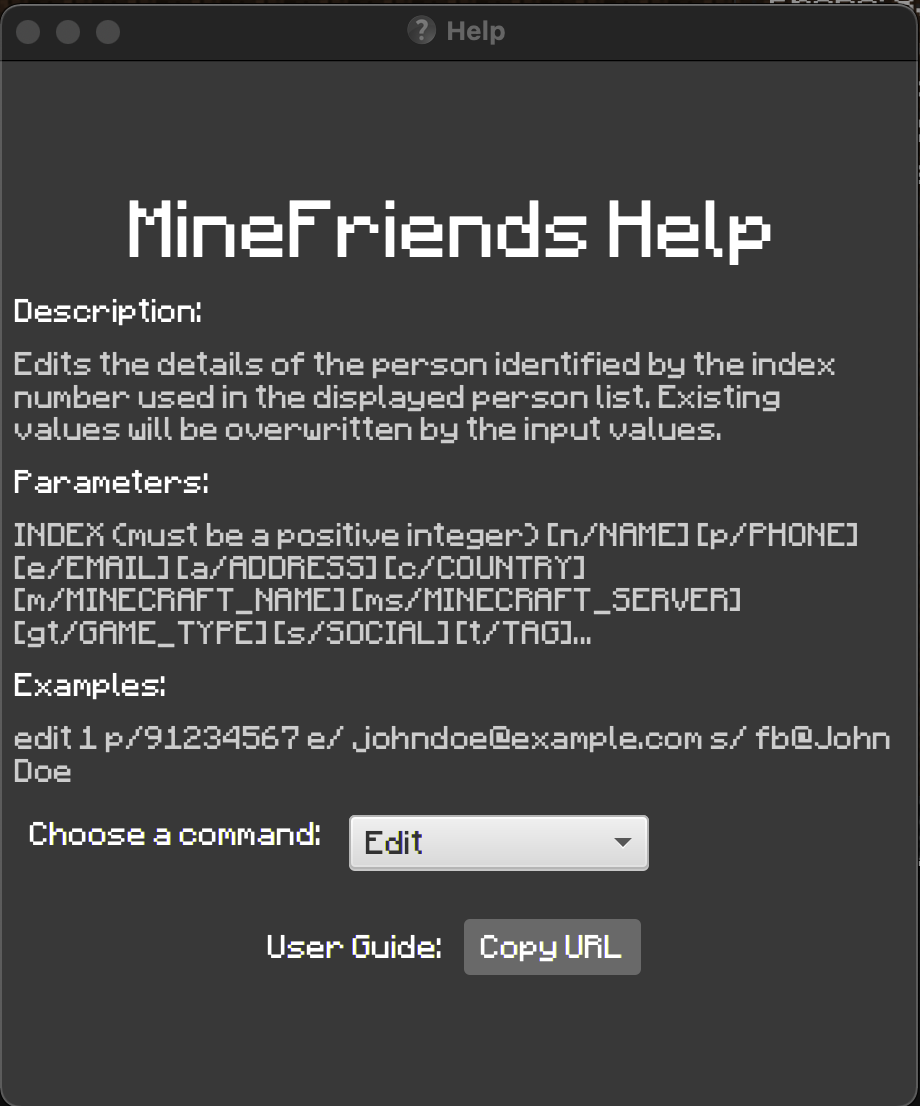 Help
MineFriends Help
Description:
Edits the details of the person identified by the index
number used in the displayed person list. Existing
values will be overwritten by the input values.
Parameters:
INDEX (must be a positive integer) [n/NAME] [p/PHONE]
[e/EMAIL] [a/ADDRESS] [c/COUNTRY]
[m/MINECRAFT_NAME] [ms/MINECRAFT_SERVER]
[gt/GAME_TYPE] [s/SOCIAL] [t/TAG]...
Examples:
edit 1 p/91234567 e/ johndoe@example.com s/ fb@John
Doe
Choose a command: Edit
User Guide: Copy URL